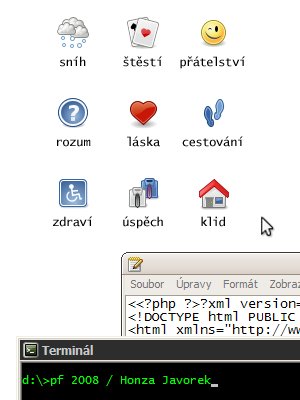 sníh štěstí přátelství
rozum láska cestování
zdraví úspěch klid
Soubor Úpravy Formát Zobraz
<<?php ?>?xml version=
<!DOCTYPE html PUBLIC
<html xmlns="http://ww
Terminál
d:\>pf 2008 / Honza Javorek_